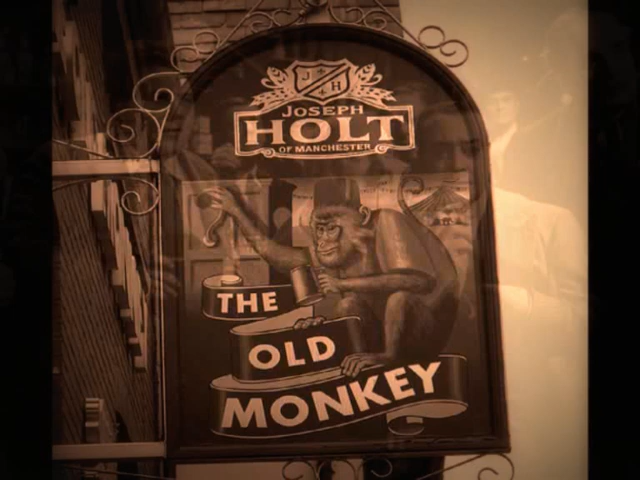 J H
JOSEPH
HOLT
OF MANCHESTER
THE
OLD
MONKEY